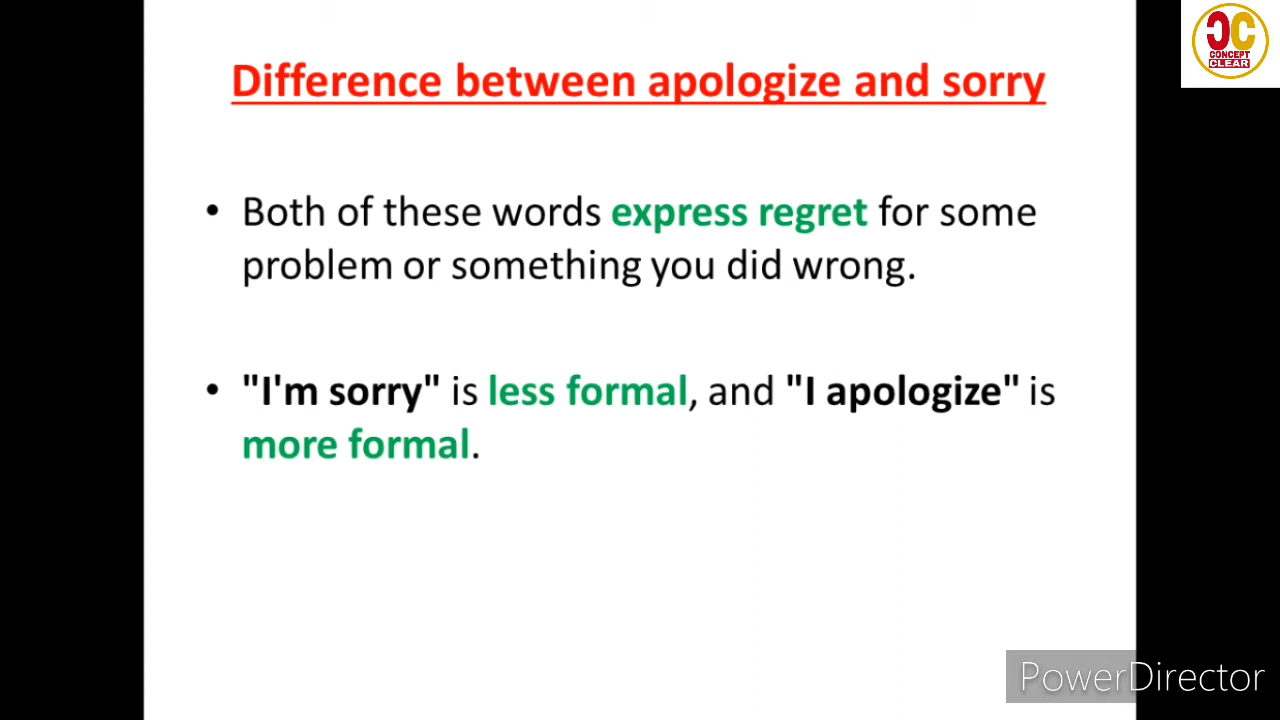 Difference between apologize and sorry
• Both of these words express regret for some
problem or something you did wrong.
• "I'm sorry" is less formal, and "I apologize" is
more formal.
CONCEPT
CLEAR
PowerDirector